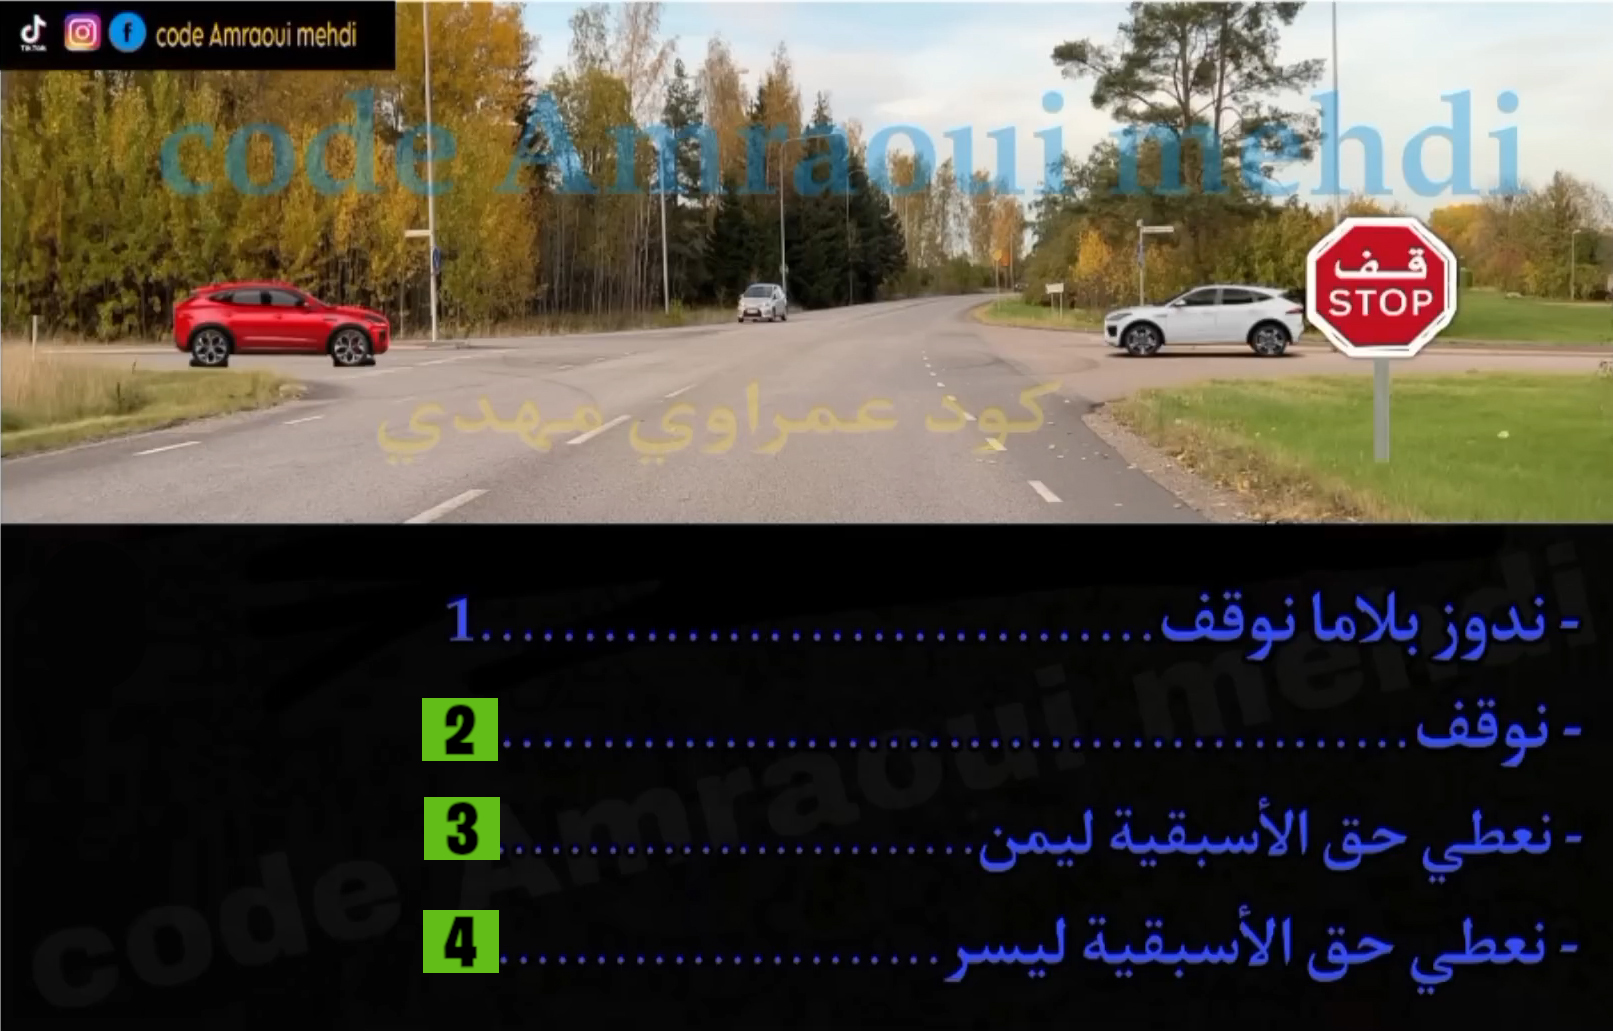 code Amraoui mehdi
code Amraoui mehdi
قف
STOP
كود عمراوي مهدي
- ندوز بلاما نوقف.................................1
- نوقف.............................................2
- نعطي حق الأسبقية ليمن..........................3
- نعطي حق الأسبقية ليسر........................4
code Amraoui mehdi